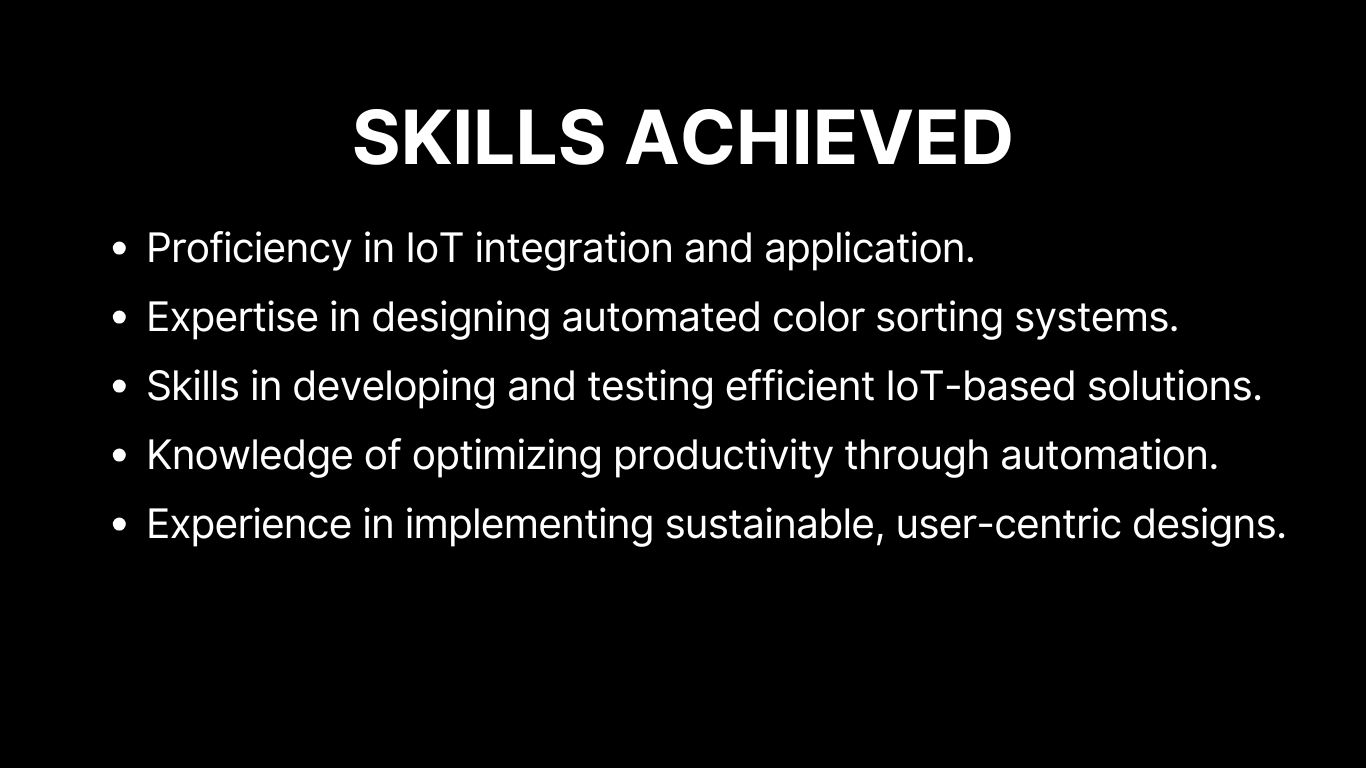 SKILLS ACHIEVED
• Proficiency in IoT integration and application.
• Expertise in designing automated color sorting systems.
• Skills in developing and testing efficient IoT-based solutions.
• Knowledge of optimizing productivity through automation.
• Experience in implementing sustainable, user-centric designs.